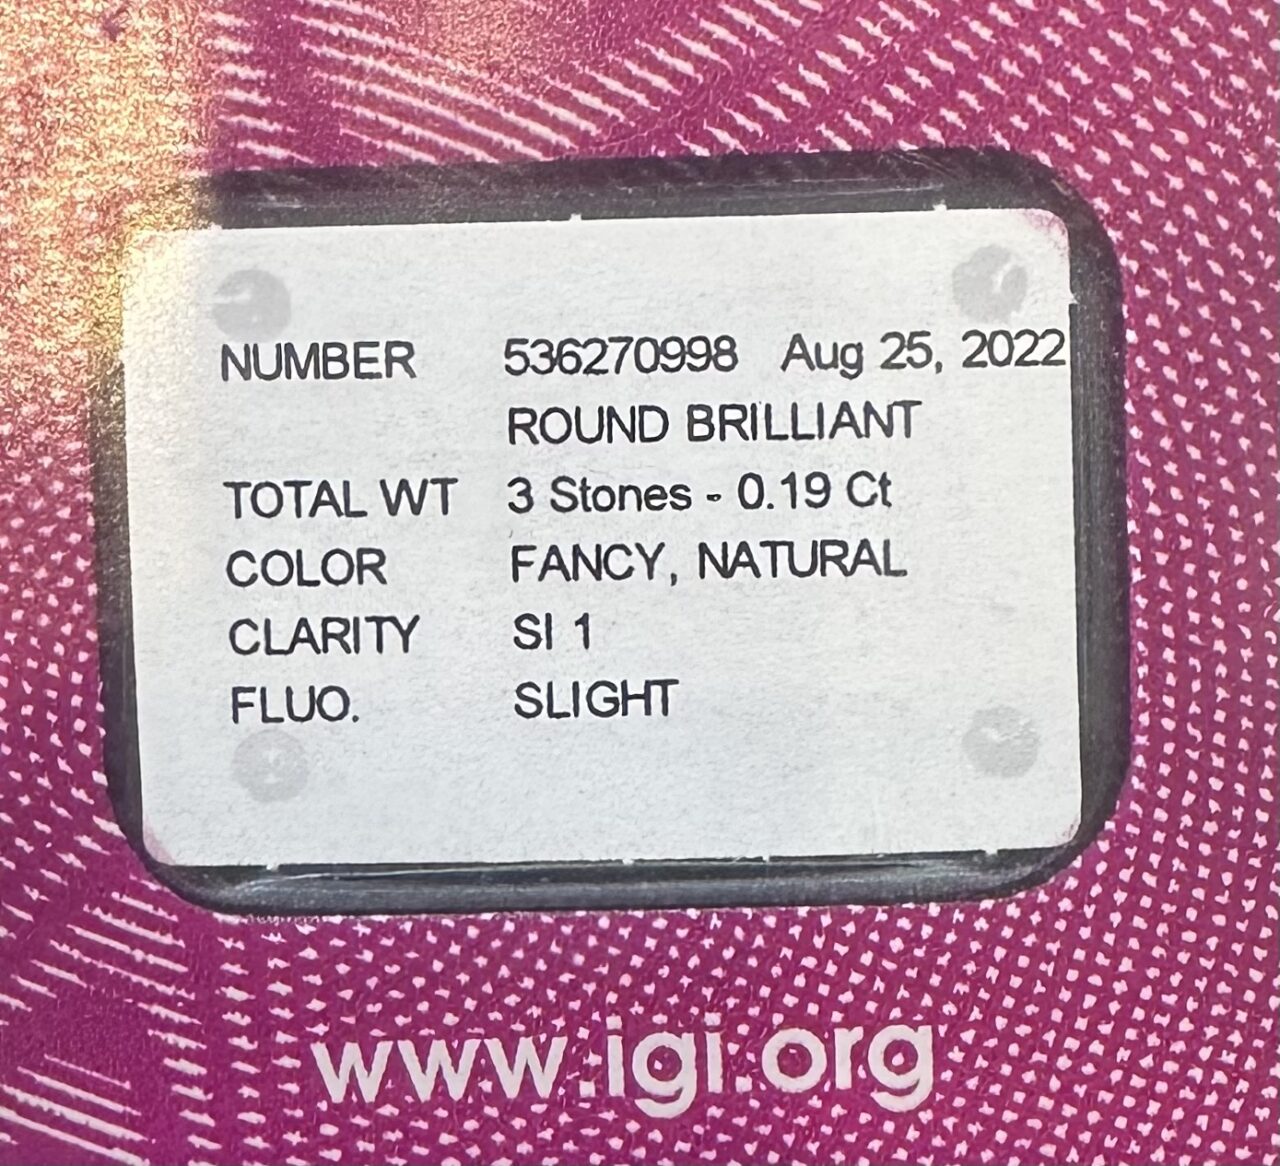 NUMBER 536270998 Aug 25, 2022
ROUND BRILLIANT
TOTAL WT 3 Stones - 0.19 Ct
COLOR FANCY, NATURAL
CLARITY SI 1
FLUO. SLIGHT
www.igi.org